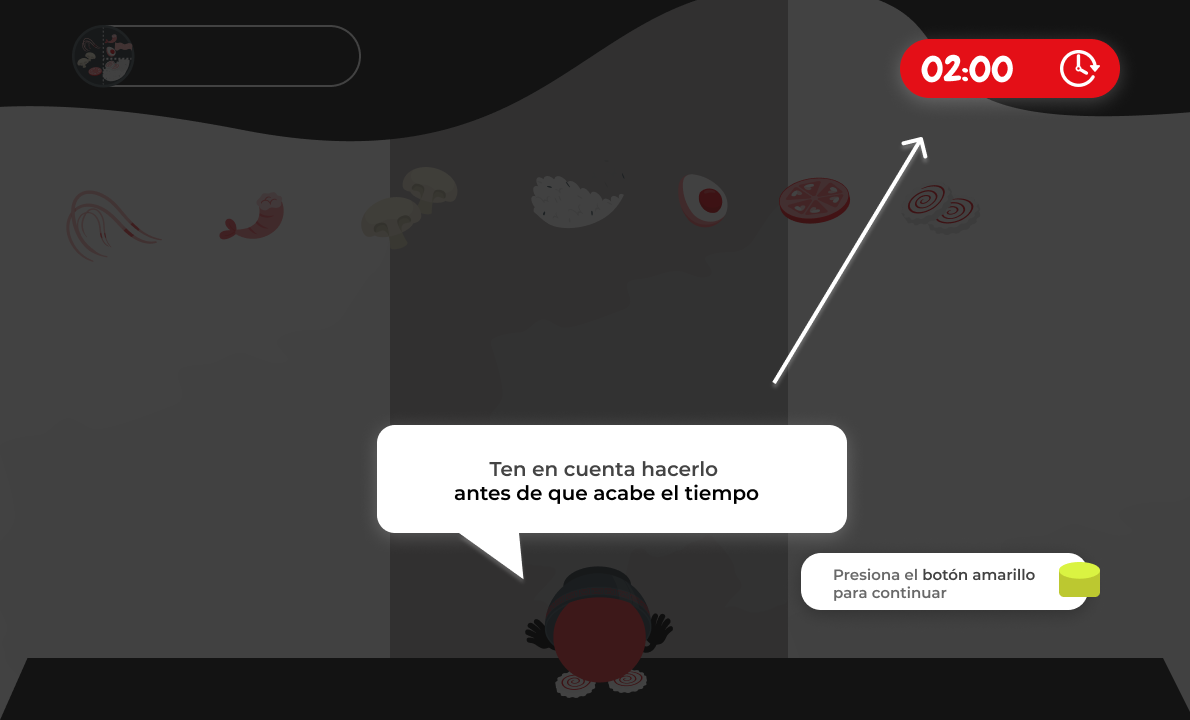 02:00
Ten en cuenta hacerlo
antes de que acabe el tiempo
Presiona el botón amarillo
para continuar